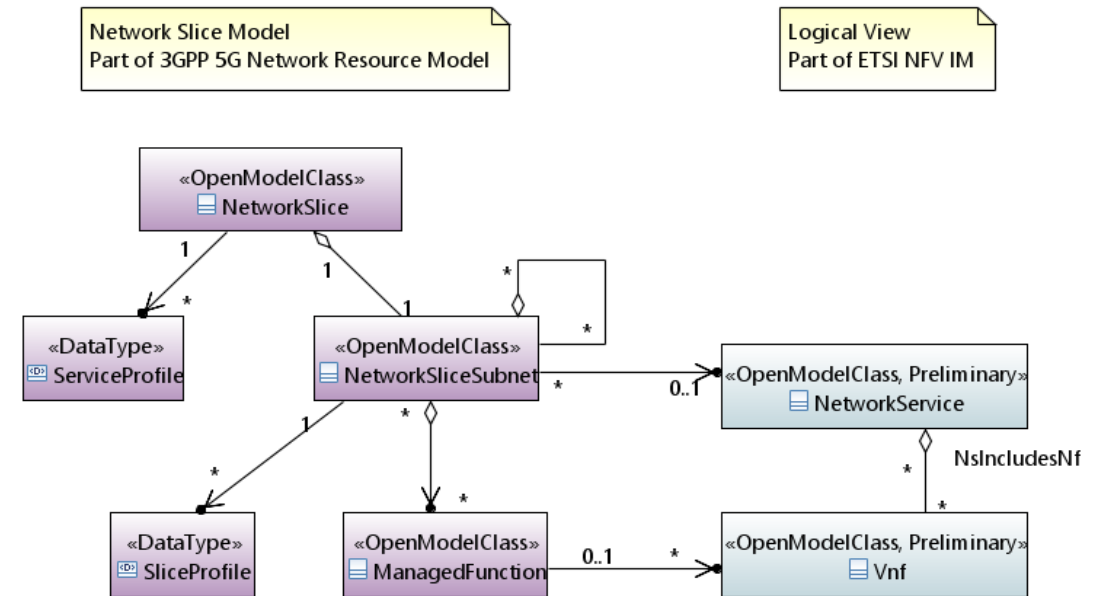 Network Slice Model
Part of 3GPP 5G Network Resource Model
Logical View
Part of ETSI NFV IM
«OpenModelClass»
NetworkSlice
1
*
1
1
*
*
«DataType»
ServiceProfile
«OpenModelClass»
NetworkSliceSubnet
*
0..1
«OpenModelClass, Preliminary»
NetworkService
1
*
*
*
NsIncludesNf
*
*
«DataType»
SliceProfile
«OpenModelClass»
ManagedFunction
0..1
*
«OpenModelClass, Preliminary»
Vnf